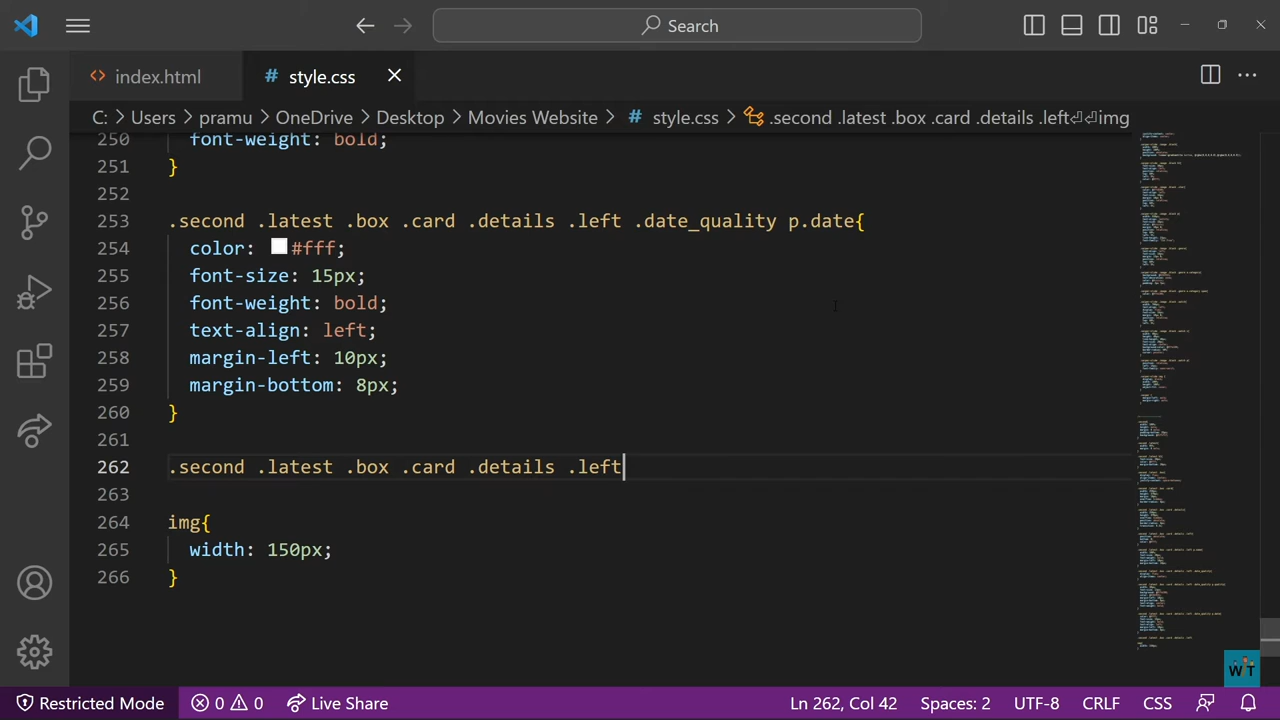 Search
index.html
# style.css
C: > Users > pramu > OneDrive > Desktop > Movies Website > # style.css > .second .latest .box .card .details .left⏎⏎img
250 font-weight: bold;
251 }
252
253 .second .latest .box .card .details .left .date_quality p.date{
254 color: #fff;
255 font-size: 15px;
256 font-weight: bold;
257 text-align: left;
258 margin-left: 10px;
259 margin-bottom: 8px;
260 }
261
262 .second .latest .box .card .details .left
263
264 img{
265 width: 150px;
266 }
WT
Restricted Mode 0 0 Live Share Ln 262, Col 42 Spaces: 2 UTF-8 CRLF CSS